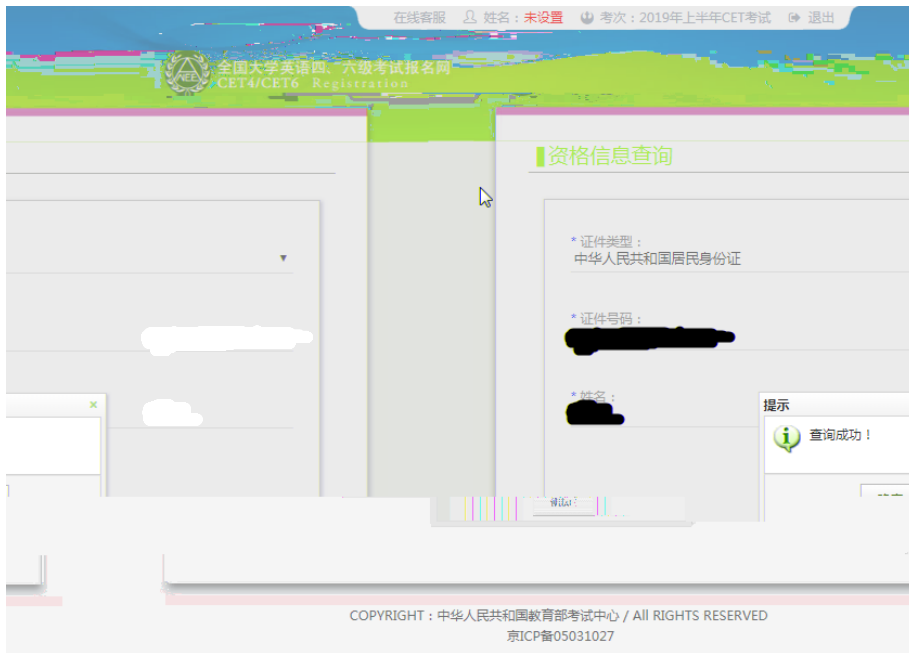 在线客服 姓名：未设置 考次：2019年上半年CET考试 退出
全国大学英语四、六级考试报名网
CET4/CET6 Registration
资格信息查询
* 证件类型：
中华人民共和国居民身份证
* 证件号码：
* 姓名：
提示
查询成功！
COPYRIGHT：中华人民共和国教育部考试中心 / All RIGHTS RESERVED
京ICP备05031027